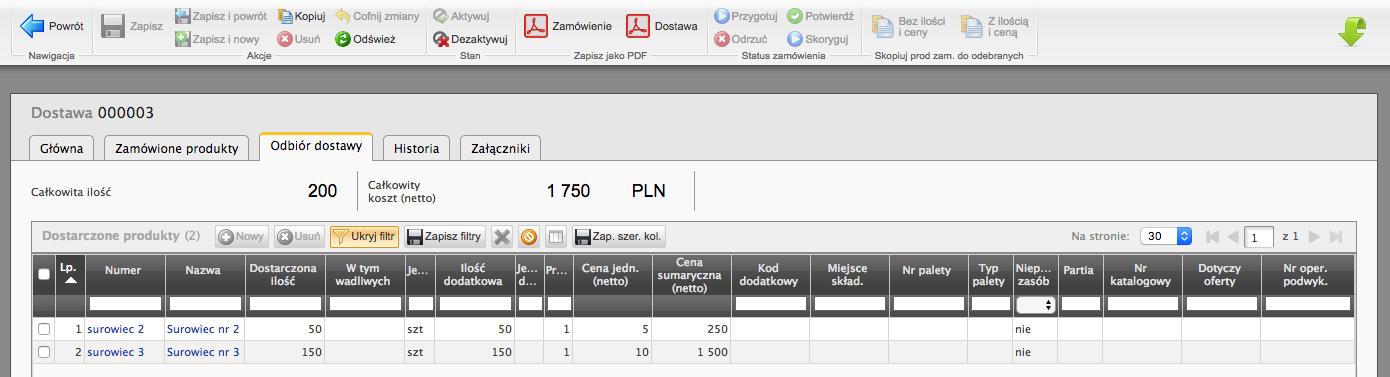 Powrót
Zapisz
Zapisz i powrót
Kopiuj
Cofnij zmiany
Zapisz i nowy
Usuń
Odśwież
Aktywuj
Dezaktywuj
Zamówienie
Dostawa
Przygotuj
Potwierdź
Odrzuć
Skoryguj
Bez ilości
i ceny
Z ilością
i ceną
Nawigacja
Akcje
Stan
Zapisz jako PDF
Status zamówienia
Skopiuj prod zam. do odebranych
Dostawa 000003
Główna
Zamówione produkty
Odbiór dostawy
Historia
Załączniki
Całkowita ilość
200
Całkowity
koszt (netto)
1 750
PLN
Dostarczone produkty (2)
Nowy
Usuń
Ukryj filtr
Zapisz filtry
Zap. szer. kol.
Na stronie:
30
1
z 1
Lp.
Numer
Nazwa
Dostarczona
Ilość
W tym
wadliwych
Je...
Ilość
dodatkowa
Je...
d...
Pr...
Cena jedn.
(netto)
Cena
sumaryczna
(netto)
Kod
dodatkowy
Miejsce
skład.
Nr palety
Typ
palety
Niep...
zasób
Partia
Nr
katalogowy
Dotyczy
oferty
Nr oper.
podwyk.
1 surowiec 2 Surowiec nr 2 50 szt 50 1 5 250 nie
2 surowiec 3 Surowiec nr 3 150 szt 150 1 10 1 500 nie